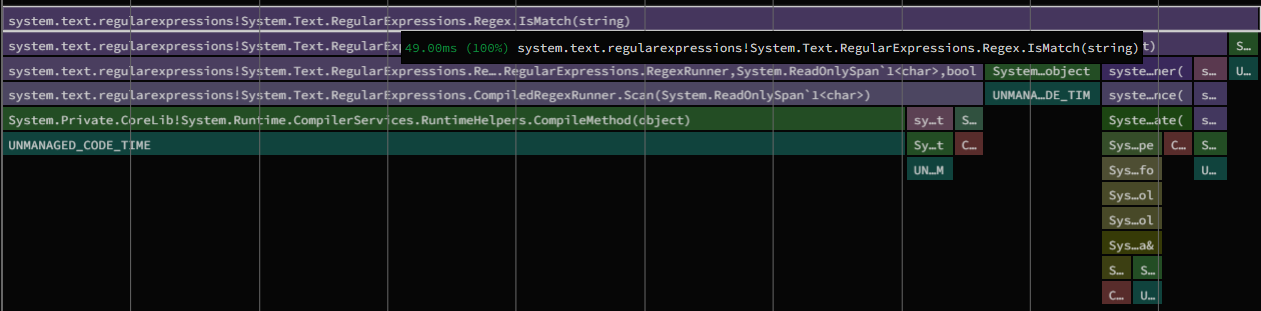 system.text.regularexpressions!System.Text.RegularExpressions.Regex.IsMatch(string)
system.text.regularexpressions!System.Text.RegularExpressions.Reg t) S…
49.00ms (100%) system.text.regularexpressions!System.Text.RegularExpressions.Regex.IsMatch(string)
system.text.regularexpressions!System.Text.RegularExpressions.Re….RegularExpressions.RegexRunner,System.ReadOnlySpan`1<char>,bool System…object syste…ner( s… U…
system.text.regularexpressions!System.Text.RegularExpressions.CompiledRegexRunner.Scan(System.ReadOnlySpan`1<char>) UNMANA…DE_TIM syste…nce( s…
System.Private.CoreLib!System.Runtime.CompilerServices.RuntimeHelpers.CompileMethod(object) sy…t S… Syste…ate( s…
UNMANAGED_CODE_TIME Sy…t C… Sys…pe C… S…
UN…M Sys…fo U…
Sys…ol
Sys…ol
Sys…a&
S… S…
C… U…